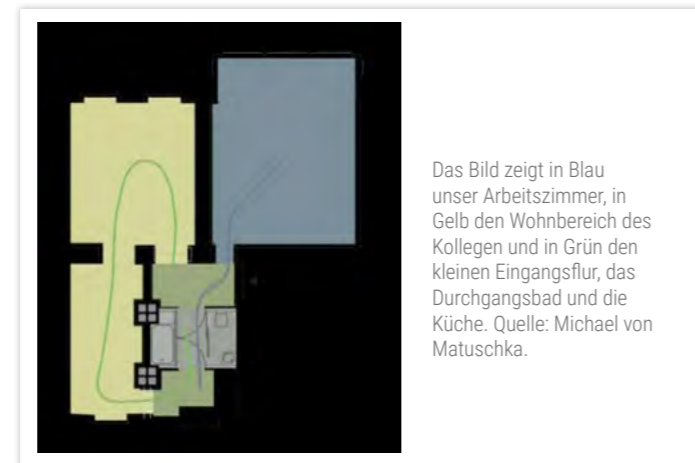 Das Bild zeigt in Blau
unser Arbeitszimmer, in
Gelb den Wohnbereich des
Kollegen und in Grün den
kleinen Eingangsflur, das
Durchgangsbad und die
Küche. Quelle: Michael von
Matuschka.